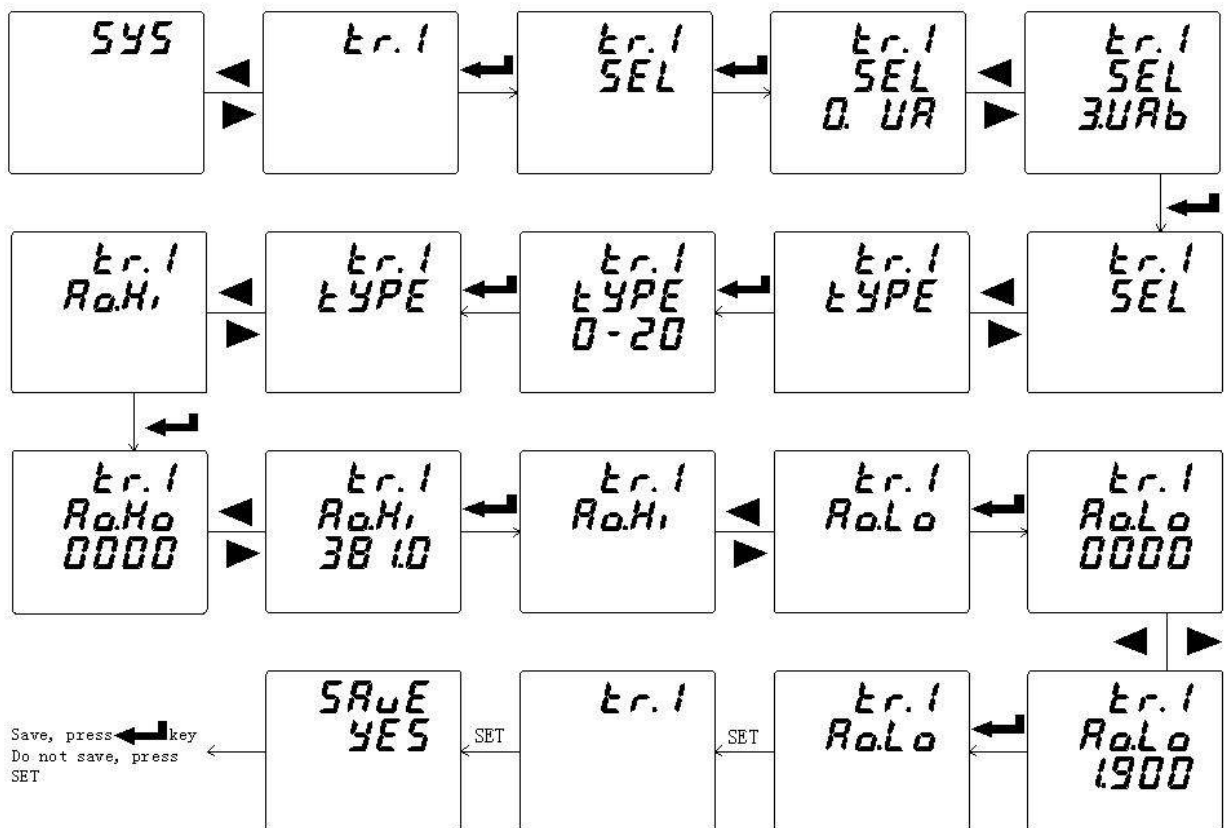 SYS
tr.1
tr.1
SEL
tr.1
SEL
0. UA
tr.1
SEL
3.UAb
tr.1
Ao.Hi
tr.1
tYPE
tr.1
tYPE
0-20
tr.1
tYPE
tr.1
SEL
tr.1
Ao.Ho
0000
tr.1
Ao.Hi
381.0
tr.1
Ao.Hi
tr.1
Ao.Lo
tr.1
Ao.Lo
0000
Save, press key
Do not save, press
SET
SAvE
YES
SET
tr.1
SET
tr.1
Ao.Lo
tr.1
Ao.Lo
1.900